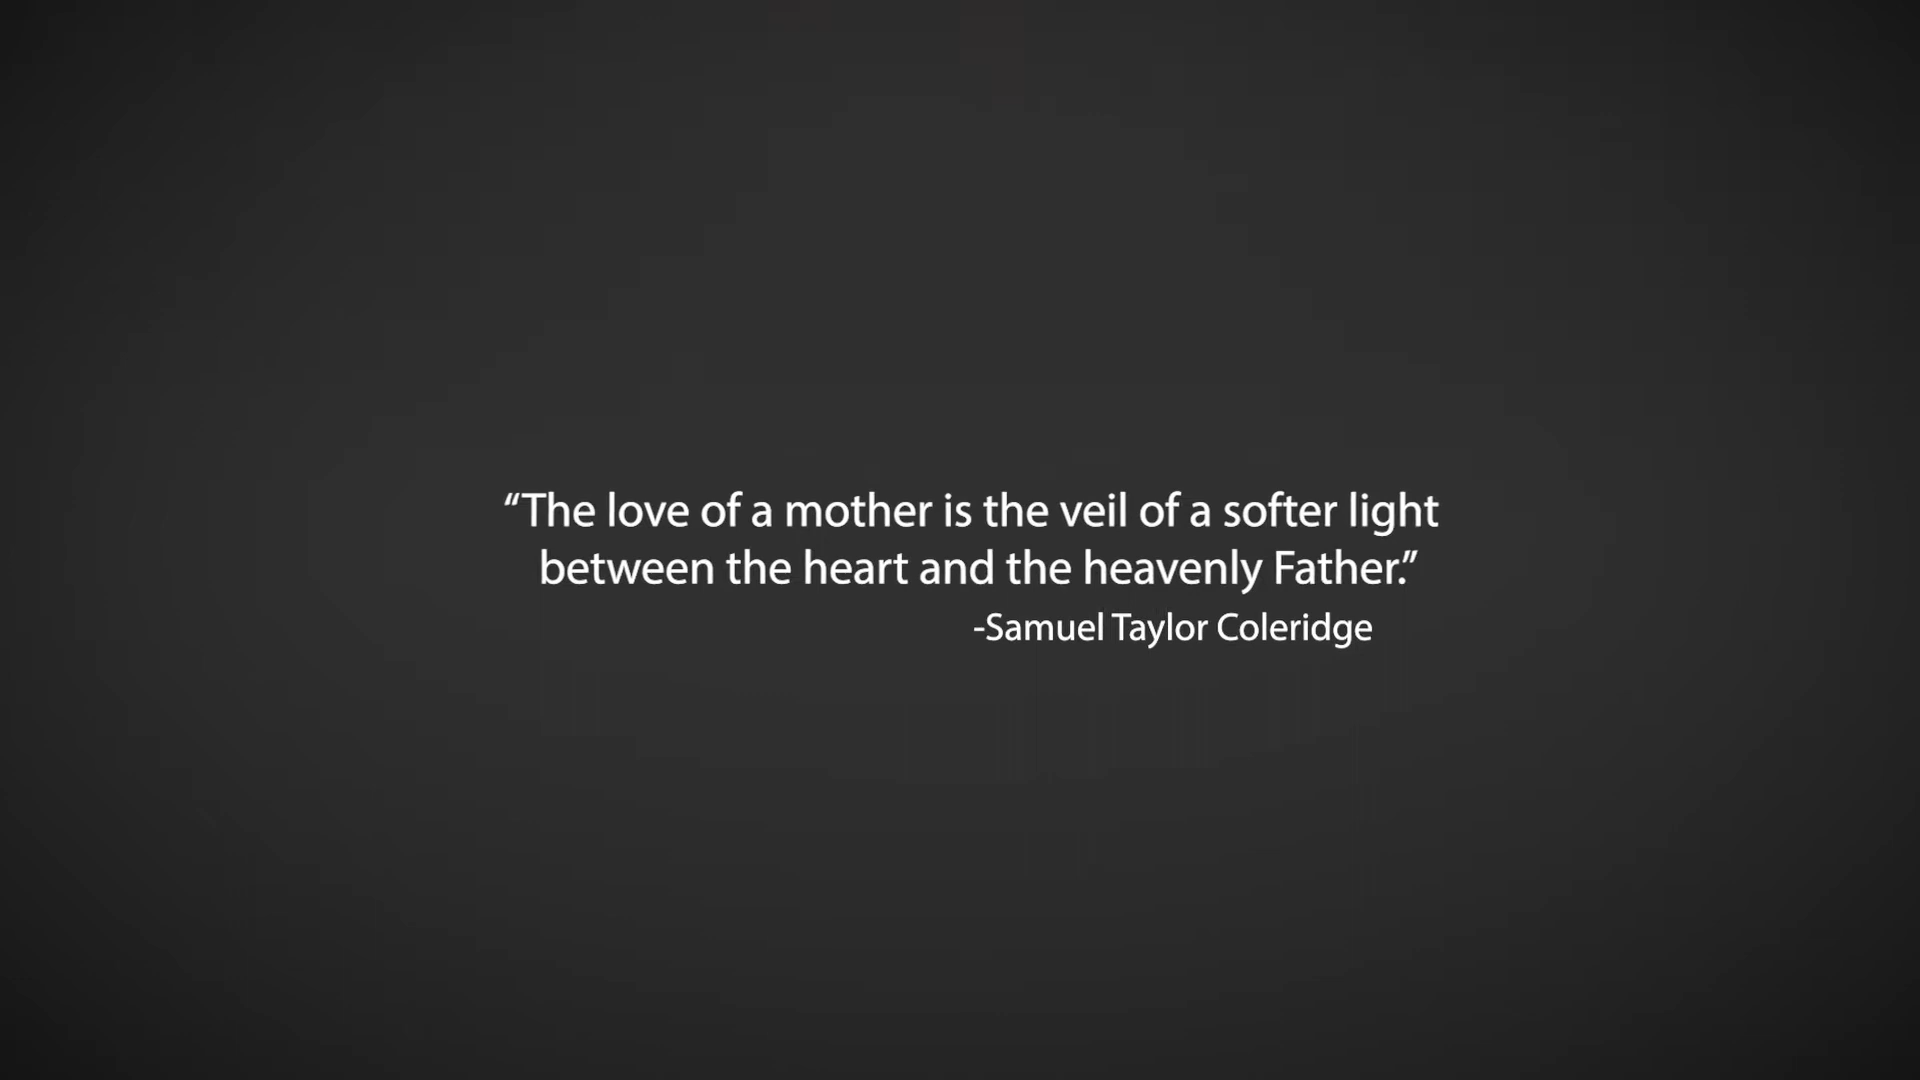 “The love of a mother is the veil of a softer light
between the heart and the heavenly Father.”
-Samuel Taylor Coleridge